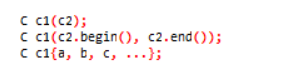 C c1(c2);
C c1(c2.begin(), c2.end());
C c1{a, b, c, ...};